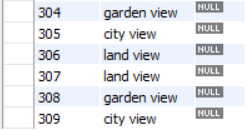 304 garden view NULL
305 city view NULL
306 land view NULL
307 land view NULL
308 garden view NULL
309 city view NULL